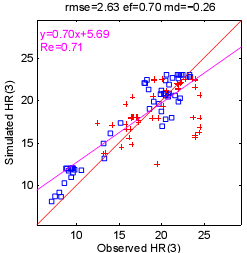 rmse=2.63 ef=0.70 md=−0.26
y=0.70x+5.69
Re=0.71
Simulated HR(3)
25
20
15
10
10
15
20
25
Observed HR(3)